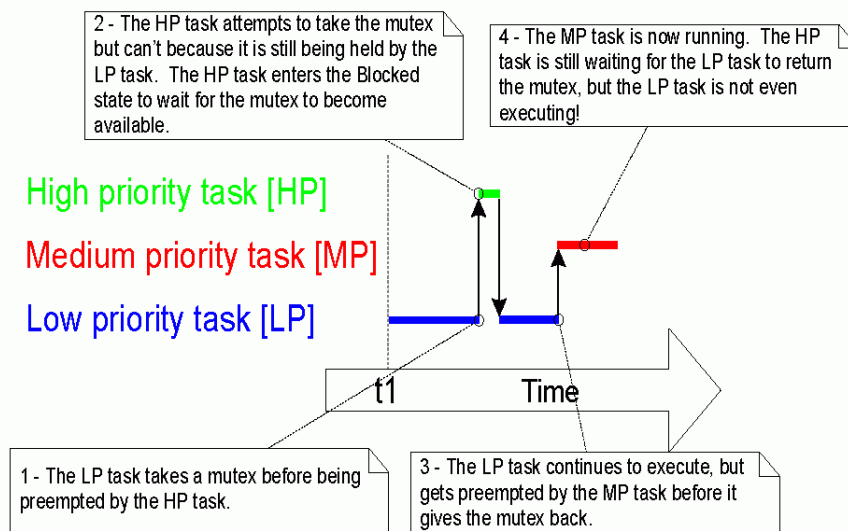 2 - The HP task attempts to take the mutex
but can't because it is still being held by the
LP task.  The HP task enters the Blocked
state to wait for the mutex to become
available.
4 - The MP task is now running.  The HP
task is still waiting for the LP task to return
the mutex, but the LP task is not even
executing!
High priority task [HP]
Medium priority task [MP]
Low priority task [LP]
t1
Time
1 - The LP task takes a mutex before being
preempted by the HP task.
3 - The LP task continues to execute, but
gets preempted by the MP task before it
gives the mutex back.